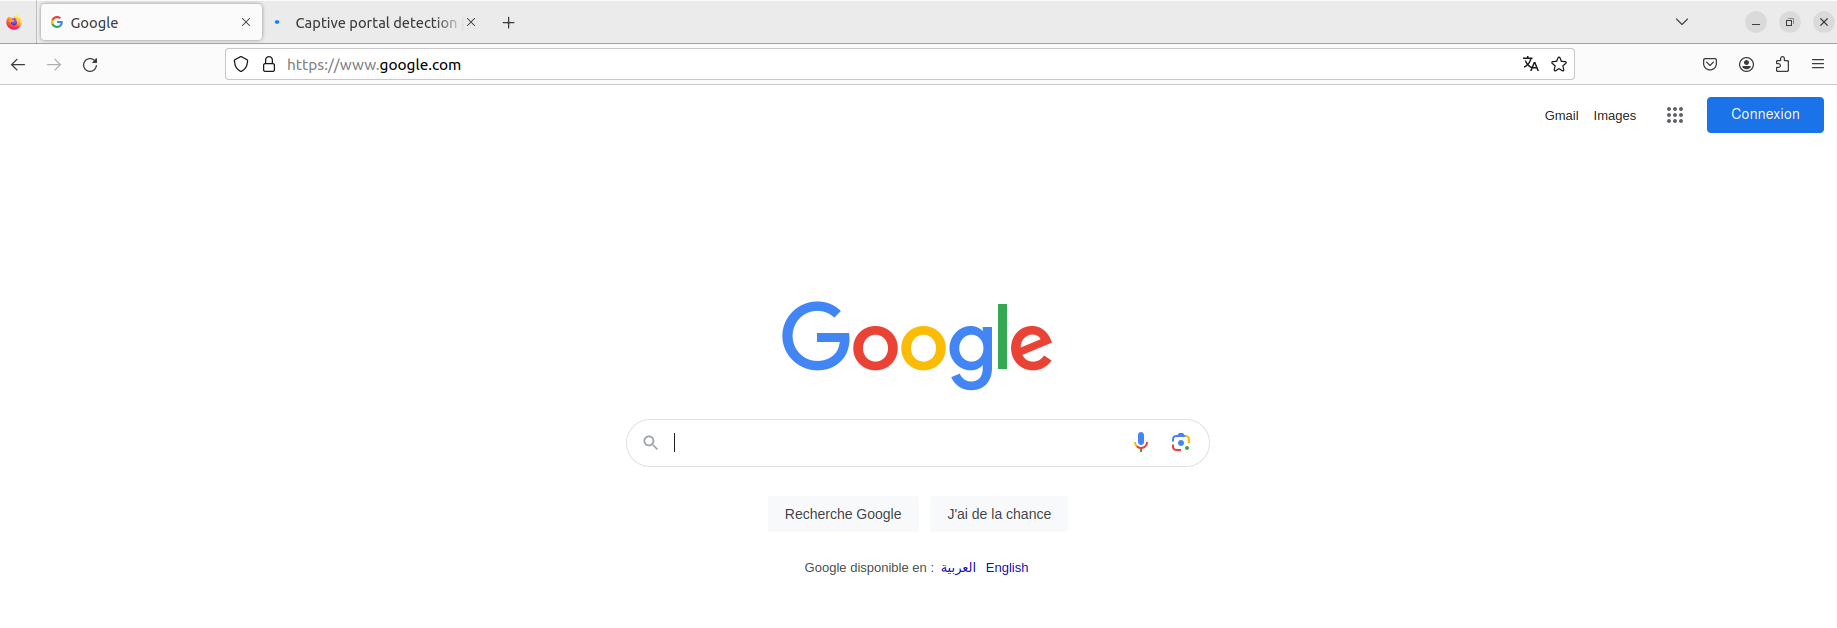 Google
Captive portal detection
https://www.google.com
Gmail Images Connexion
Google
Recherche Google J'ai de la chance
Google disponible en : العربية English